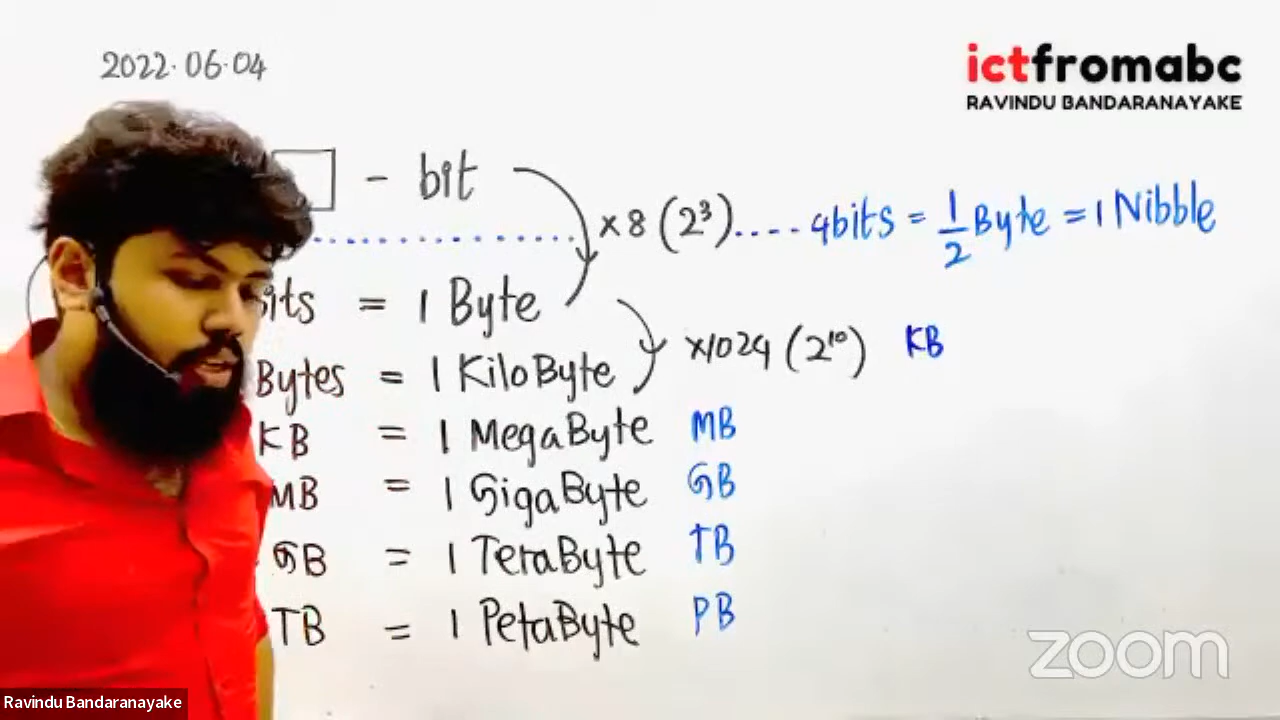 2022.06.04
ictfromabc
RAVINDU BANDARANAYAKE
- bit
×8 (2³).... 4bits = 1/2 Byte = 1 Nibble
= 1 Byte
×1024 (2¹⁰) KB
Bytes = 1 KiloByte
KB = 1 MegaByte MB
MB = 1 GigaByte GB
GB = 1 TeraByte TB
TB = 1 PetaByte PB
zoom
Ravindu Bandaranayake